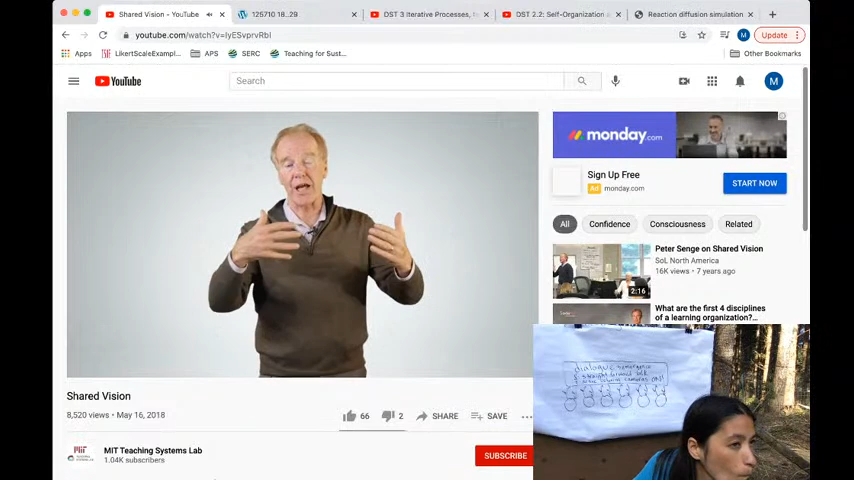 Shared Vision - YouTube
125710 18...29
DST 3 Iterative Processes,
DST 2.2: Self-Organization
Reaction diffusion simulation
youtube.com/watch?v=IyESvprvRbI
M
Update
Apps
LikertScaleExampl...
APS
SERC
Teaching for Sust...
Other Bookmarks
YouTube
Search
M
monday.com
Sign Up Free
Ad monday.com
START NOW
All
Confidence
Consciousness
Related
Peter Senge on Shared Vision
SoL North America
16K views • 7 years ago
2:16
What are the first 4 disciplines
of a learning organization?...
dialogue
Shared Vision
8,520 views • May 16, 2018
66
2
SHARE
SAVE
MIT
MIT Teaching Systems Lab
1.04K subscribers
SUBSCRIBE